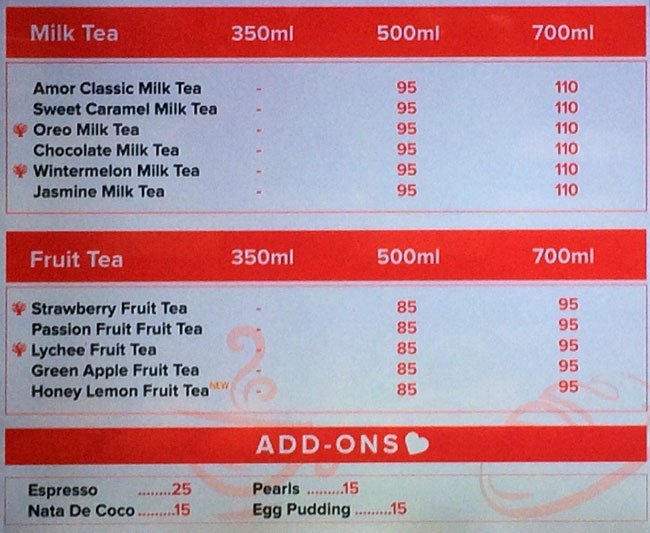 Milk Tea 350ml 500ml 700ml
Amor Classic Milk Tea - 95 110
Sweet Caramel Milk Tea - 95 110
Oreo Milk Tea - 95 110
Chocolate Milk Tea - 95 110
Wintermelon Milk Tea - 95 110
Jasmine Milk Tea - 95 110
Fruit Tea 350ml 500ml 700ml
Strawberry Fruit Tea - 85 95
Passion Fruit Fruit Tea - 85 95
Lychee Fruit Tea - 85 95
Green Apple Fruit Tea - 85 95
Honey Lemon Fruit Tea NEW - 85 95
ADD-ONS
Espresso .........25 Pearls .........15
Nata De Coco .........15 Egg Pudding .........15